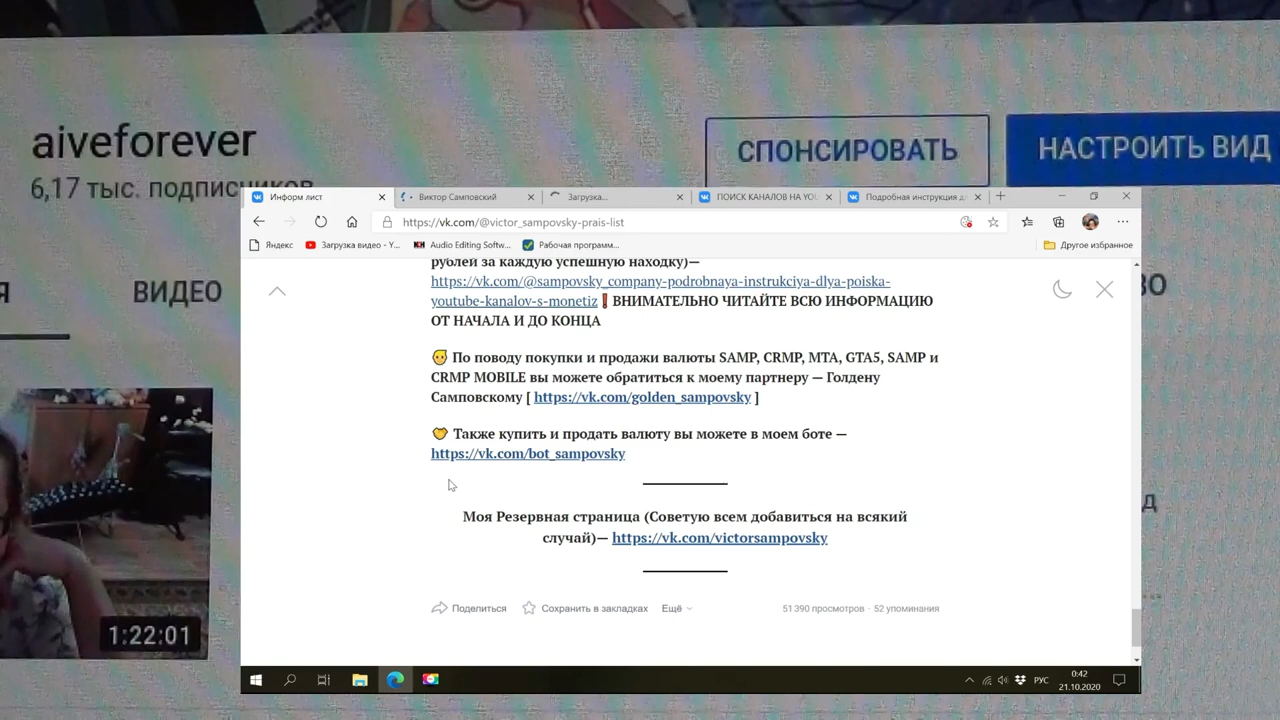 aiveforever
СПОНСИРОВАТЬ
НАСТРОИТЬ ВИД
6,17 тыс. подписчиков
Информ лист
Виктор Самповский
Загрузка...
ПОИСК КАНАЛОВ НА YOU
Подробная инструкция д
https://vk.com/@victor_sampovsky-prais-list
Яндекс
Загрузка видео - Y...
Audio Editing Softw...
Рабочая программ...
Другое избранное
рублей за каждую успешную находку)—
https://vk.com/@sampovsky_company-podrobnaya-instrukciya-dlya-poiska-
youtube-kanalov-s-monetiz❗ВНИМАТЕЛЬНО ЧИТАЙТЕ ВСЮ ИНФОРМАЦИЮ
ОТ НАЧАЛА И ДО КОНЦА
ВИДЕО
По поводу покупки и продажи валюты SAMP, CRMP, MTA, GTA5, SAMP и
CRMP MOBILE вы можете обратиться к моему партнеру — Голдену
Самповскому [ https://vk.com/golden_sampovsky ]
Также купить и продать валюту вы можете в моем боте —
https://vk.com/bot_sampovsky
Моя Резервная страница (Советую всем добавиться на всякий
случай)— https://vk.com/victorsampovsky
Поделиться
Сохранить в закладках
Ещё
51 390 просмотров · 52 упоминания
1:22:01
РУС
0:42
21.10.2020